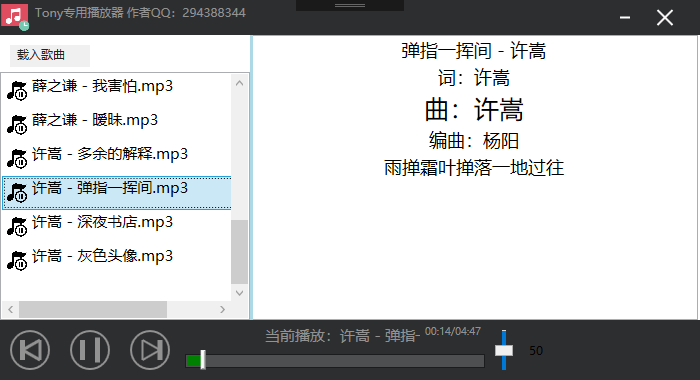 Tony专用播放器 作者QQ：294388344
载入歌曲
薛之谦 - 我害怕.mp3
薛之谦 - 暧昧.mp3
许嵩 - 多余的解释.mp3
许嵩 - 弹指一挥间.mp3
许嵩 - 深夜书店.mp3
许嵩 - 灰色头像.mp3
弹指一挥间 - 许嵩
词：许嵩
曲：许嵩
编曲：杨阳
雨掸霜叶掸落一地过往
当前播放：许嵩 - 弹指- 00:14/04:47
50